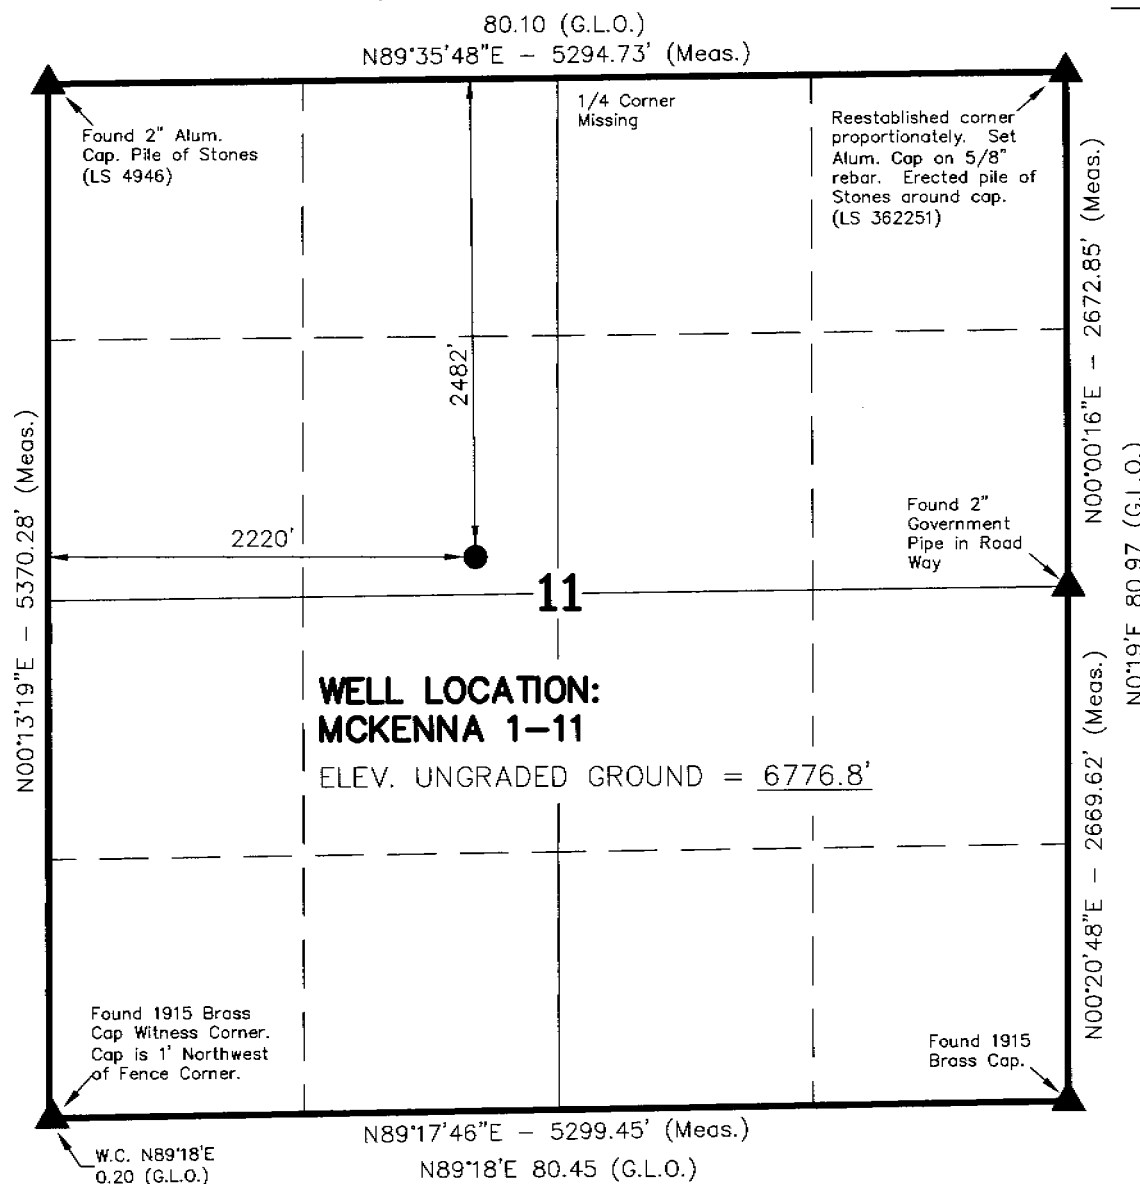 80.10 (G.L.O.)
N89°35'48"E – 5294.73' (Meas.)
Found 2" Alum.
Cap. Pile of Stones
(LS 4946)
1/4 Corner
Missing
Reestablished corner
proportionately. Set
Alum. Cap on 5/8"
rebar. Erected pile of
Stones around cap.
(LS 362251)
N00°00'16"E – 2672.85' (Meas.)
2482'
N00°13'19"E – 5370.28' (Meas.)
2220'
Found 2"
Government
Pipe in Road
Way
N0°19'E 80.97 (G.L.O.)
11
WELL LOCATION:
MCKENNA 1–11
ELEV. UNGRADED GROUND = 6776.8'
N00°20'48"E – 2669.62' (Meas.)
Found 1915 Brass
Cap Witness Corner.
Cap is 1' Northwest
of Fence Corner.
Found 1915
Brass Cap.
W.C. N89°18'E
0.20 (G.L.O.)
N89°17'46"E – 5299.45' (Meas.)
N89°18'E 80.45 (G.L.O.)